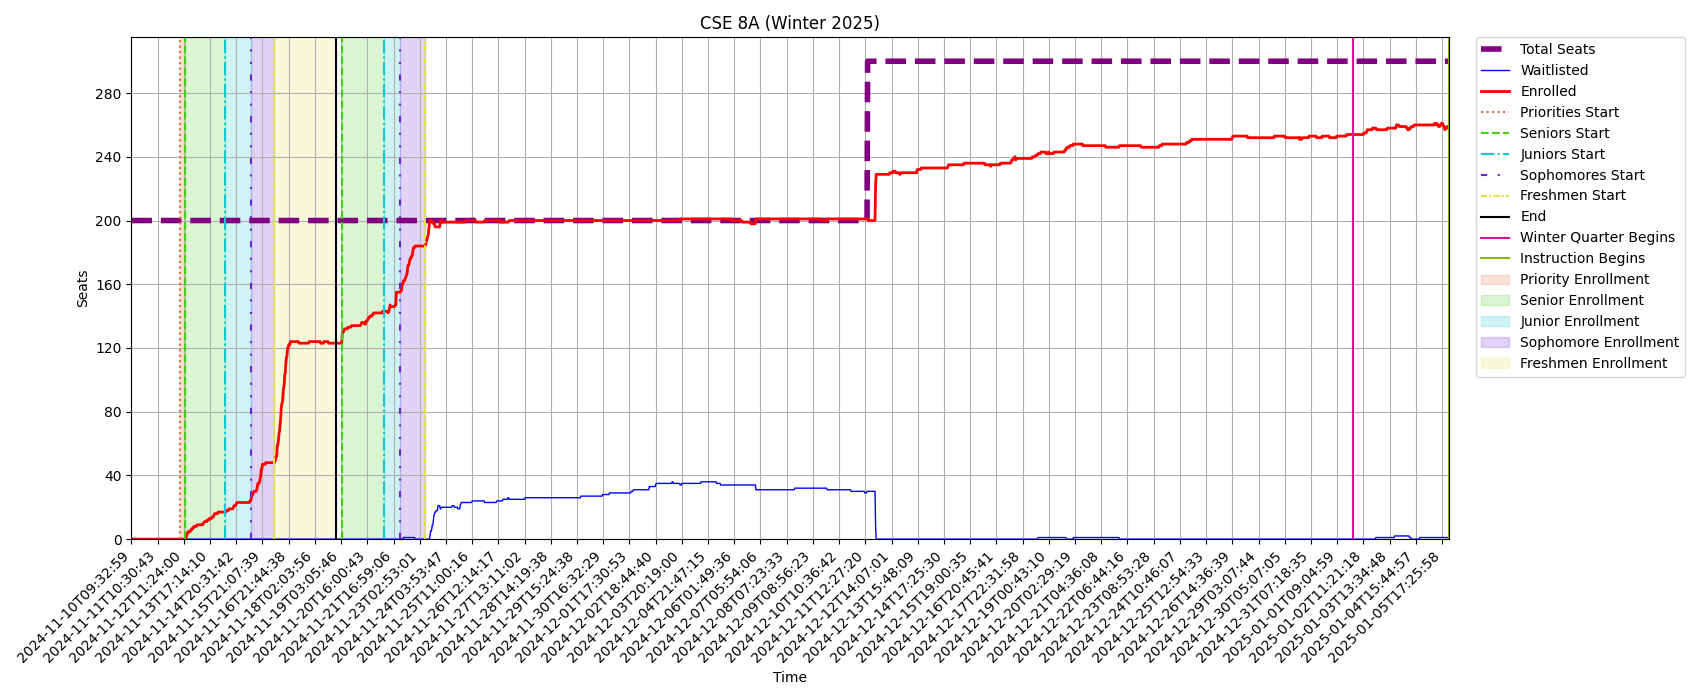 CSE 8A (Winter 2025)
Seats
280
240
200
160
120
80
40
0
2024-11-10T09:32:59
2024-11-11T10:30:43
2024-11-12T11:24:00
2024-11-13T17:14:10
2024-11-14T20:31:42
2024-11-15T21:07:39
2024-11-16T21:44:38
2024-11-18T02:03:56
2024-11-19T03:05:46
2024-11-20T16:00:43
2024-11-21T16:59:06
2024-11-23T02:53:01
2024-11-24T03:53:47
2024-11-25T11:00:16
2024-11-26T12:14:17
2024-11-27T13:11:02
2024-11-28T14:19:38
2024-11-29T15:24:38
2024-11-30T16:32:29
2024-12-01T17:30:53
2024-12-02T18:44:40
2024-12-03T20:19:00
2024-12-04T21:47:15
2024-12-06T01:49:36
2024-12-07T05:54:06
2024-12-08T07:23:33
2024-12-09T08:56:23
2024-12-10T10:36:42
2024-12-11T12:27:20
2024-12-12T14:07:01
2024-12-13T15:48:09
2024-12-14T17:25:30
2024-12-15T19:00:35
2024-12-16T20:45:41
2024-12-17T22:31:58
2024-12-19T00:43:10
2024-12-20T02:29:19
2024-12-21T04:36:08
2024-12-22T06:44:16
2024-12-23T08:53:28
2024-12-24T10:46:07
2024-12-25T12:54:33
2024-12-26T14:36:39
2024-12-29T03:07:44
2024-12-30T05:07:05
2024-12-31T07:18:35
2025-01-01T09:04:59
2025-01-02T11:21:18
2025-01-03T13:34:48
2025-01-04T15:44:57
2025-01-05T17:25:58
Time
Total Seats
Waitlisted
Enrolled
Priorities Start
Seniors Start
Juniors Start
Sophomores Start
Freshmen Start
End
Winter Quarter Begins
Instruction Begins
Priority Enrollment
Senior Enrollment
Junior Enrollment
Sophomore Enrollment
Freshmen Enrollment